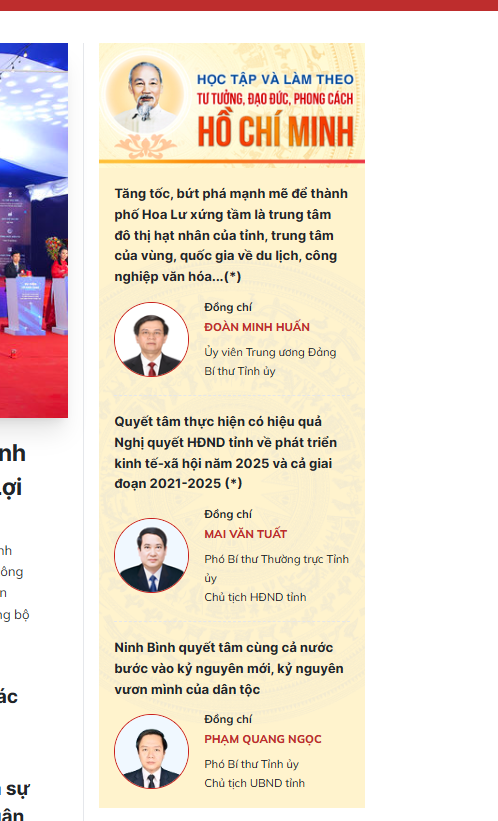 HỌC TẬP VÀ LÀM THEO
TƯ TƯỞNG, ĐẠO ĐỨC, PHONG CÁCH
HỒ CHÍ MINH
Tăng tốc, bứt phá mạnh mẽ để thành
phố Hoa Lư xứng tầm là trung tâm
đô thị hạt nhân của tỉnh, trung tâm
của vùng, quốc gia về du lịch, công
nghiệp văn hóa...(*)
Đồng chí
ĐOÀN MINH HUẤN
Ủy viên Trung ương Đảng
Bí thư Tỉnh ủy
Quyết tâm thực hiện có hiệu quả
Nghị quyết HĐND tỉnh về phát triển
kinh tế-xã hội năm 2025 và cả giai
đoạn 2021-2025 (*)
Đồng chí
MAI VĂN TUẤT
Phó Bí thư Thường trực Tỉnh
ủy
Chủ tịch HĐND tỉnh
Ninh Bình quyết tâm cùng cả nước
bước vào kỷ nguyên mới, kỷ nguyên
vươn mình của dân tộc
Đồng chí
PHẠM QUANG NGỌC
Phó Bí thư Tỉnh ủy
Chủ tịch UBND tỉnh
ng bộ
sự